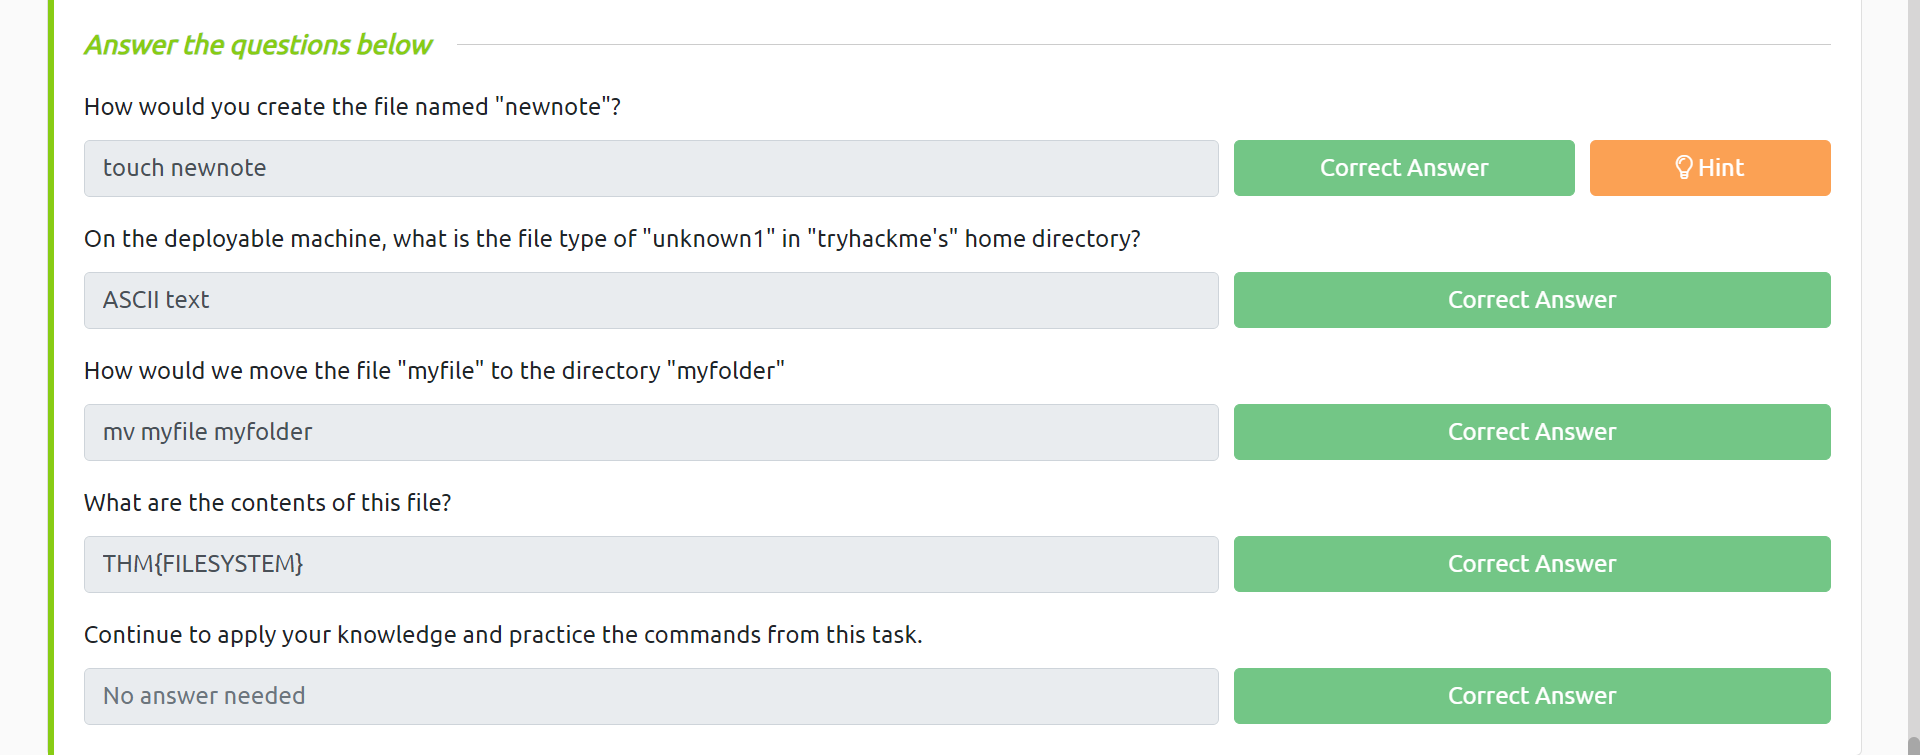 Answer the questions below
How would you create the file named "newnote"?
touch newnote
Correct Answer
Hint
On the deployable machine, what is the file type of "unknown1" in "tryhackme's" home directory?
ASCII text
Correct Answer
How would we move the file "myfile" to the directory "myfolder"
mv myfile myfolder
Correct Answer
What are the contents of this file?
THM{FILESYSTEM}
Correct Answer
Continue to apply your knowledge and practice the commands from this task.
No answer needed
Correct Answer